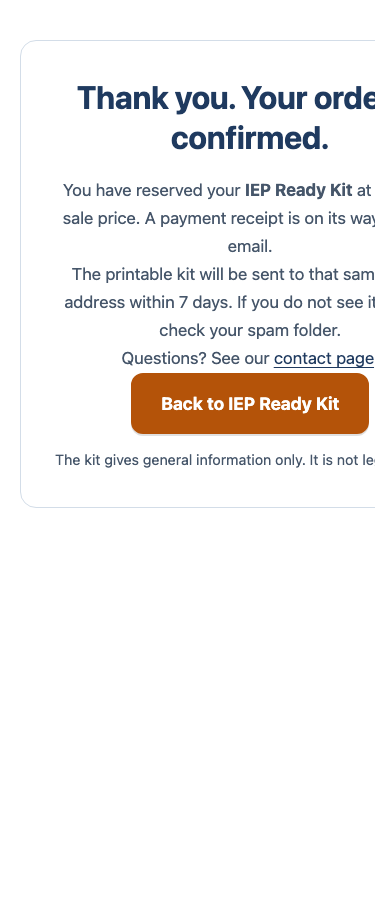 Thank you. Your orde
confirmed.
You have reserved your IEP Ready Kit at
sale price. A payment receipt is on its way
email.
The printable kit will be sent to that sam
address within 7 days. If you do not see it
check your spam folder.
Questions? See our contact page
Back to IEP Ready Kit
The kit gives general information only. It is not le